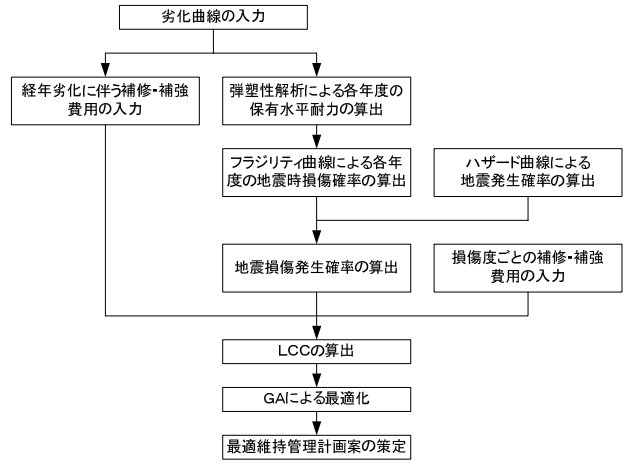 劣化曲線の入力
経年劣化に伴う補修・補強
費用の入力
弾塑性解析による各年度の
保有水平耐力の算出
フラジリティ曲線による各年
度の地震時損傷確率の算出
ハザード曲線による
地震発生確率の算出
地震損傷発生確率の算出
損傷度ごとの補修・補強
費用の入力
LCCの算出
GAによる最適化
最適維持管理計画案の策定